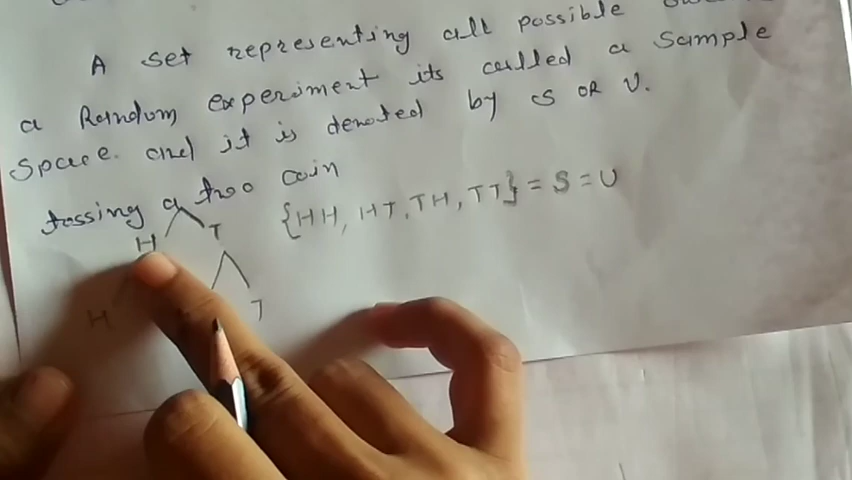 A set representing all possible
a Random experiment its called a sample
space. and it is denoted by S OR U.
tossing a two coin
{HH, HT, TH, TT} = S = U
H T
H T